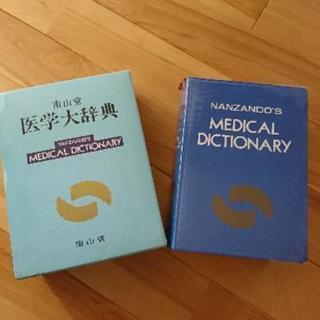 南山堂
医学大辞典
NANZANDO'S
MEDICAL DICTIONARY
南山堂
NANZANDO'S
MEDICAL
DICTIONARY